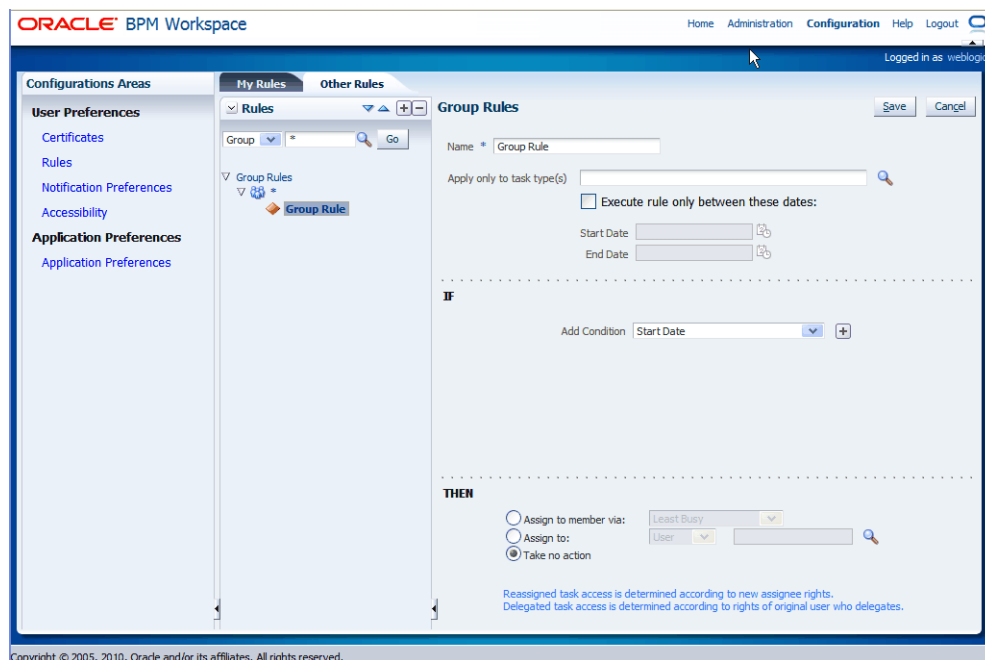 ORACLE BPM Workspace
Home Administration Configuration Help Logout
Logged in as weblogic
Configurations Areas
User Preferences
Certificates
Rules
Notification Preferences
Accessibility
Application Preferences
Application Preferences
My Rules Other Rules
Rules
Group * Go
Group Rules
*
Group Rule
Group Rules
Save Cancel
Name * Group Rule
Apply only to task type(s)
Execute rule only between these dates:
Start Date
End Date
IF
Add Condition Start Date
THEN
Assign to member via: Least Busy
Assign to: User
Take no action
Reassigned task access is determined according to new assignee rights.
Delegated task access is determined according to rights of original user who delegates.
Copyright © 2005, 2010, Oracle and/or its affiliates. All rights reserved.